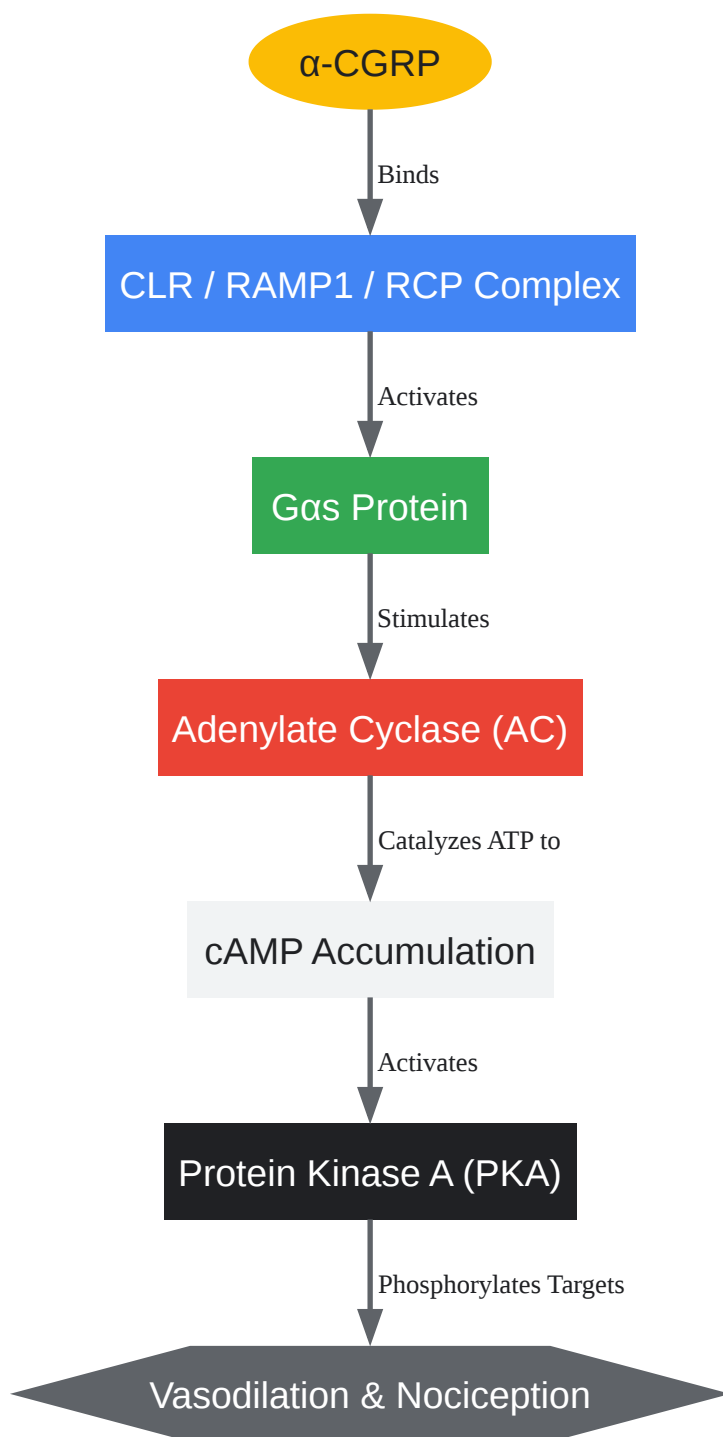 α-CGRP
Binds
CLR / RAMP1 / RCP Complex
Activates
Gαs Protein
Stimulates
Adenylate Cyclase (AC)
Catalyzes ATP to
cAMP Accumulation
Activates
Protein Kinase A (PKA)
Phosphorylates Targets
Vasodilation & Nociception